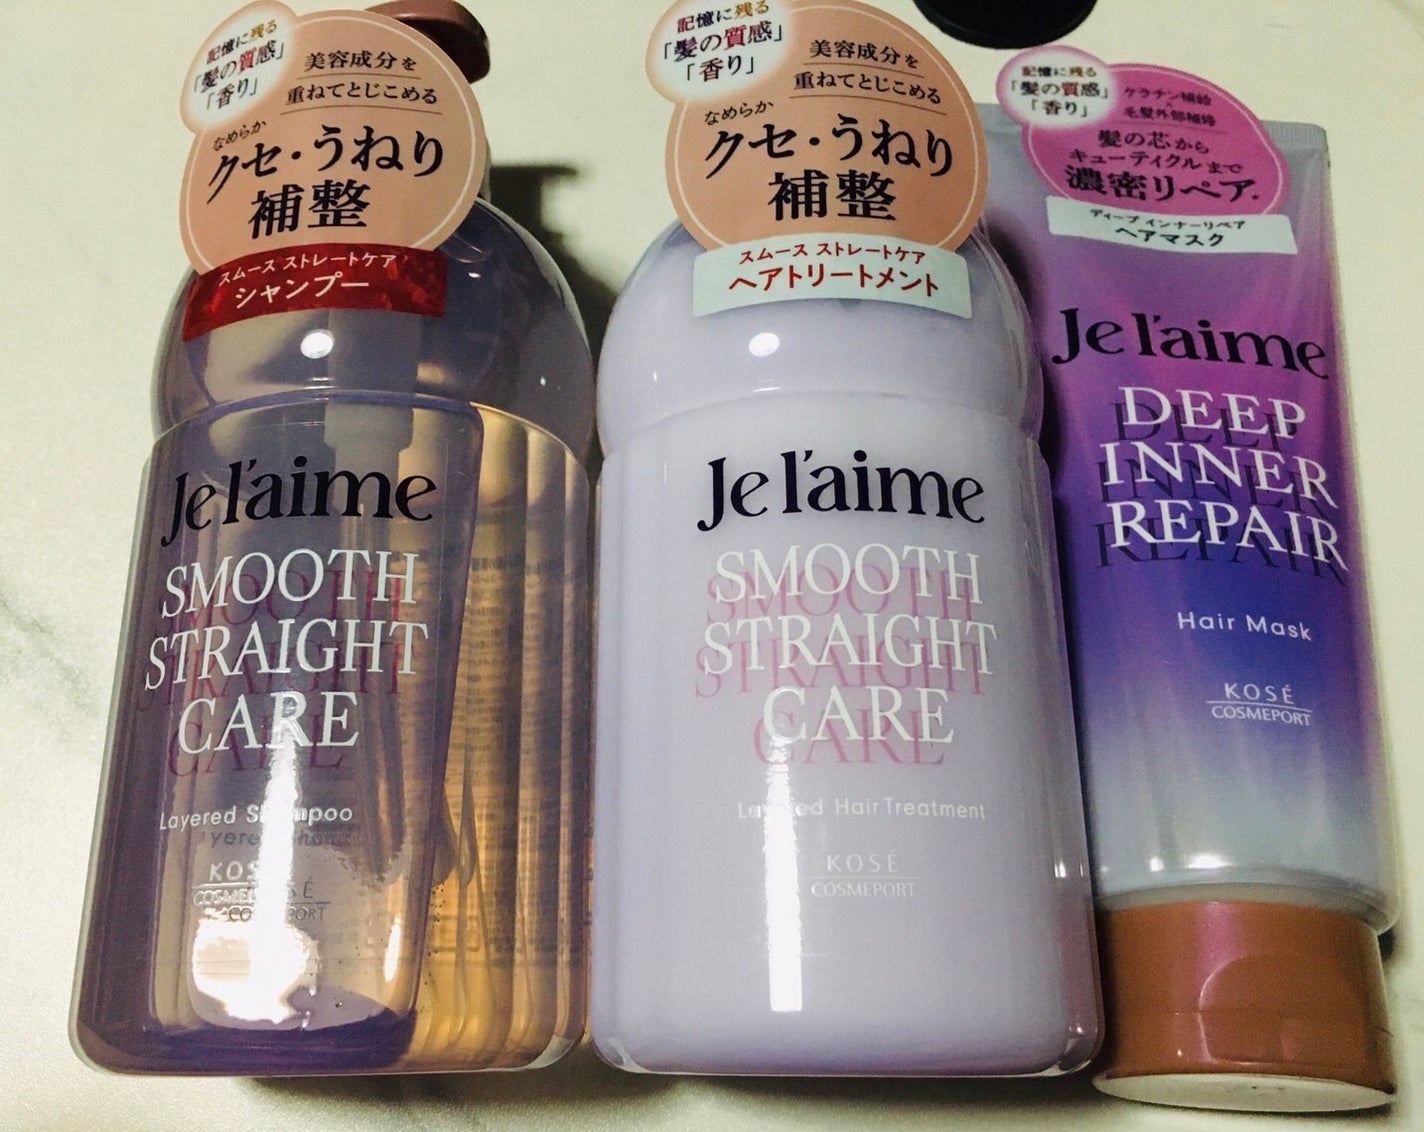 記憶に残る
「髪の質感」
「香り」
美容成分を
重ねてとじこめる
なめらか
クセ・うねり
補整
スムース ストレートケア
シャンプー
Je l'aime
SMOOTH
STRAIGHT
CARE
Layered Shampoo
KOSÉ
COSMEPORT
記憶に残る
「髪の質感」
「香り」
美容成分を
重ねてとじこめる
なめらか
クセ・うねり
補整
スムース ストレートケア
ヘアトリートメント
Je l'aime
SMOOTH
STRAIGHT
CARE
Layered Hair Treatment
KOSÉ
COSMEPORT
記憶に残る
「髪の質感」
「香り」
ケラチン補給
×
毛髪外部補修
髪の芯から
キューティクルまで
濃密リペア.
ディープ インナーリペア
ヘアマスク
Je l'aime
DEEP
INNER
REPAIR
Hair Mask
KOSÉ
COSMEPORT